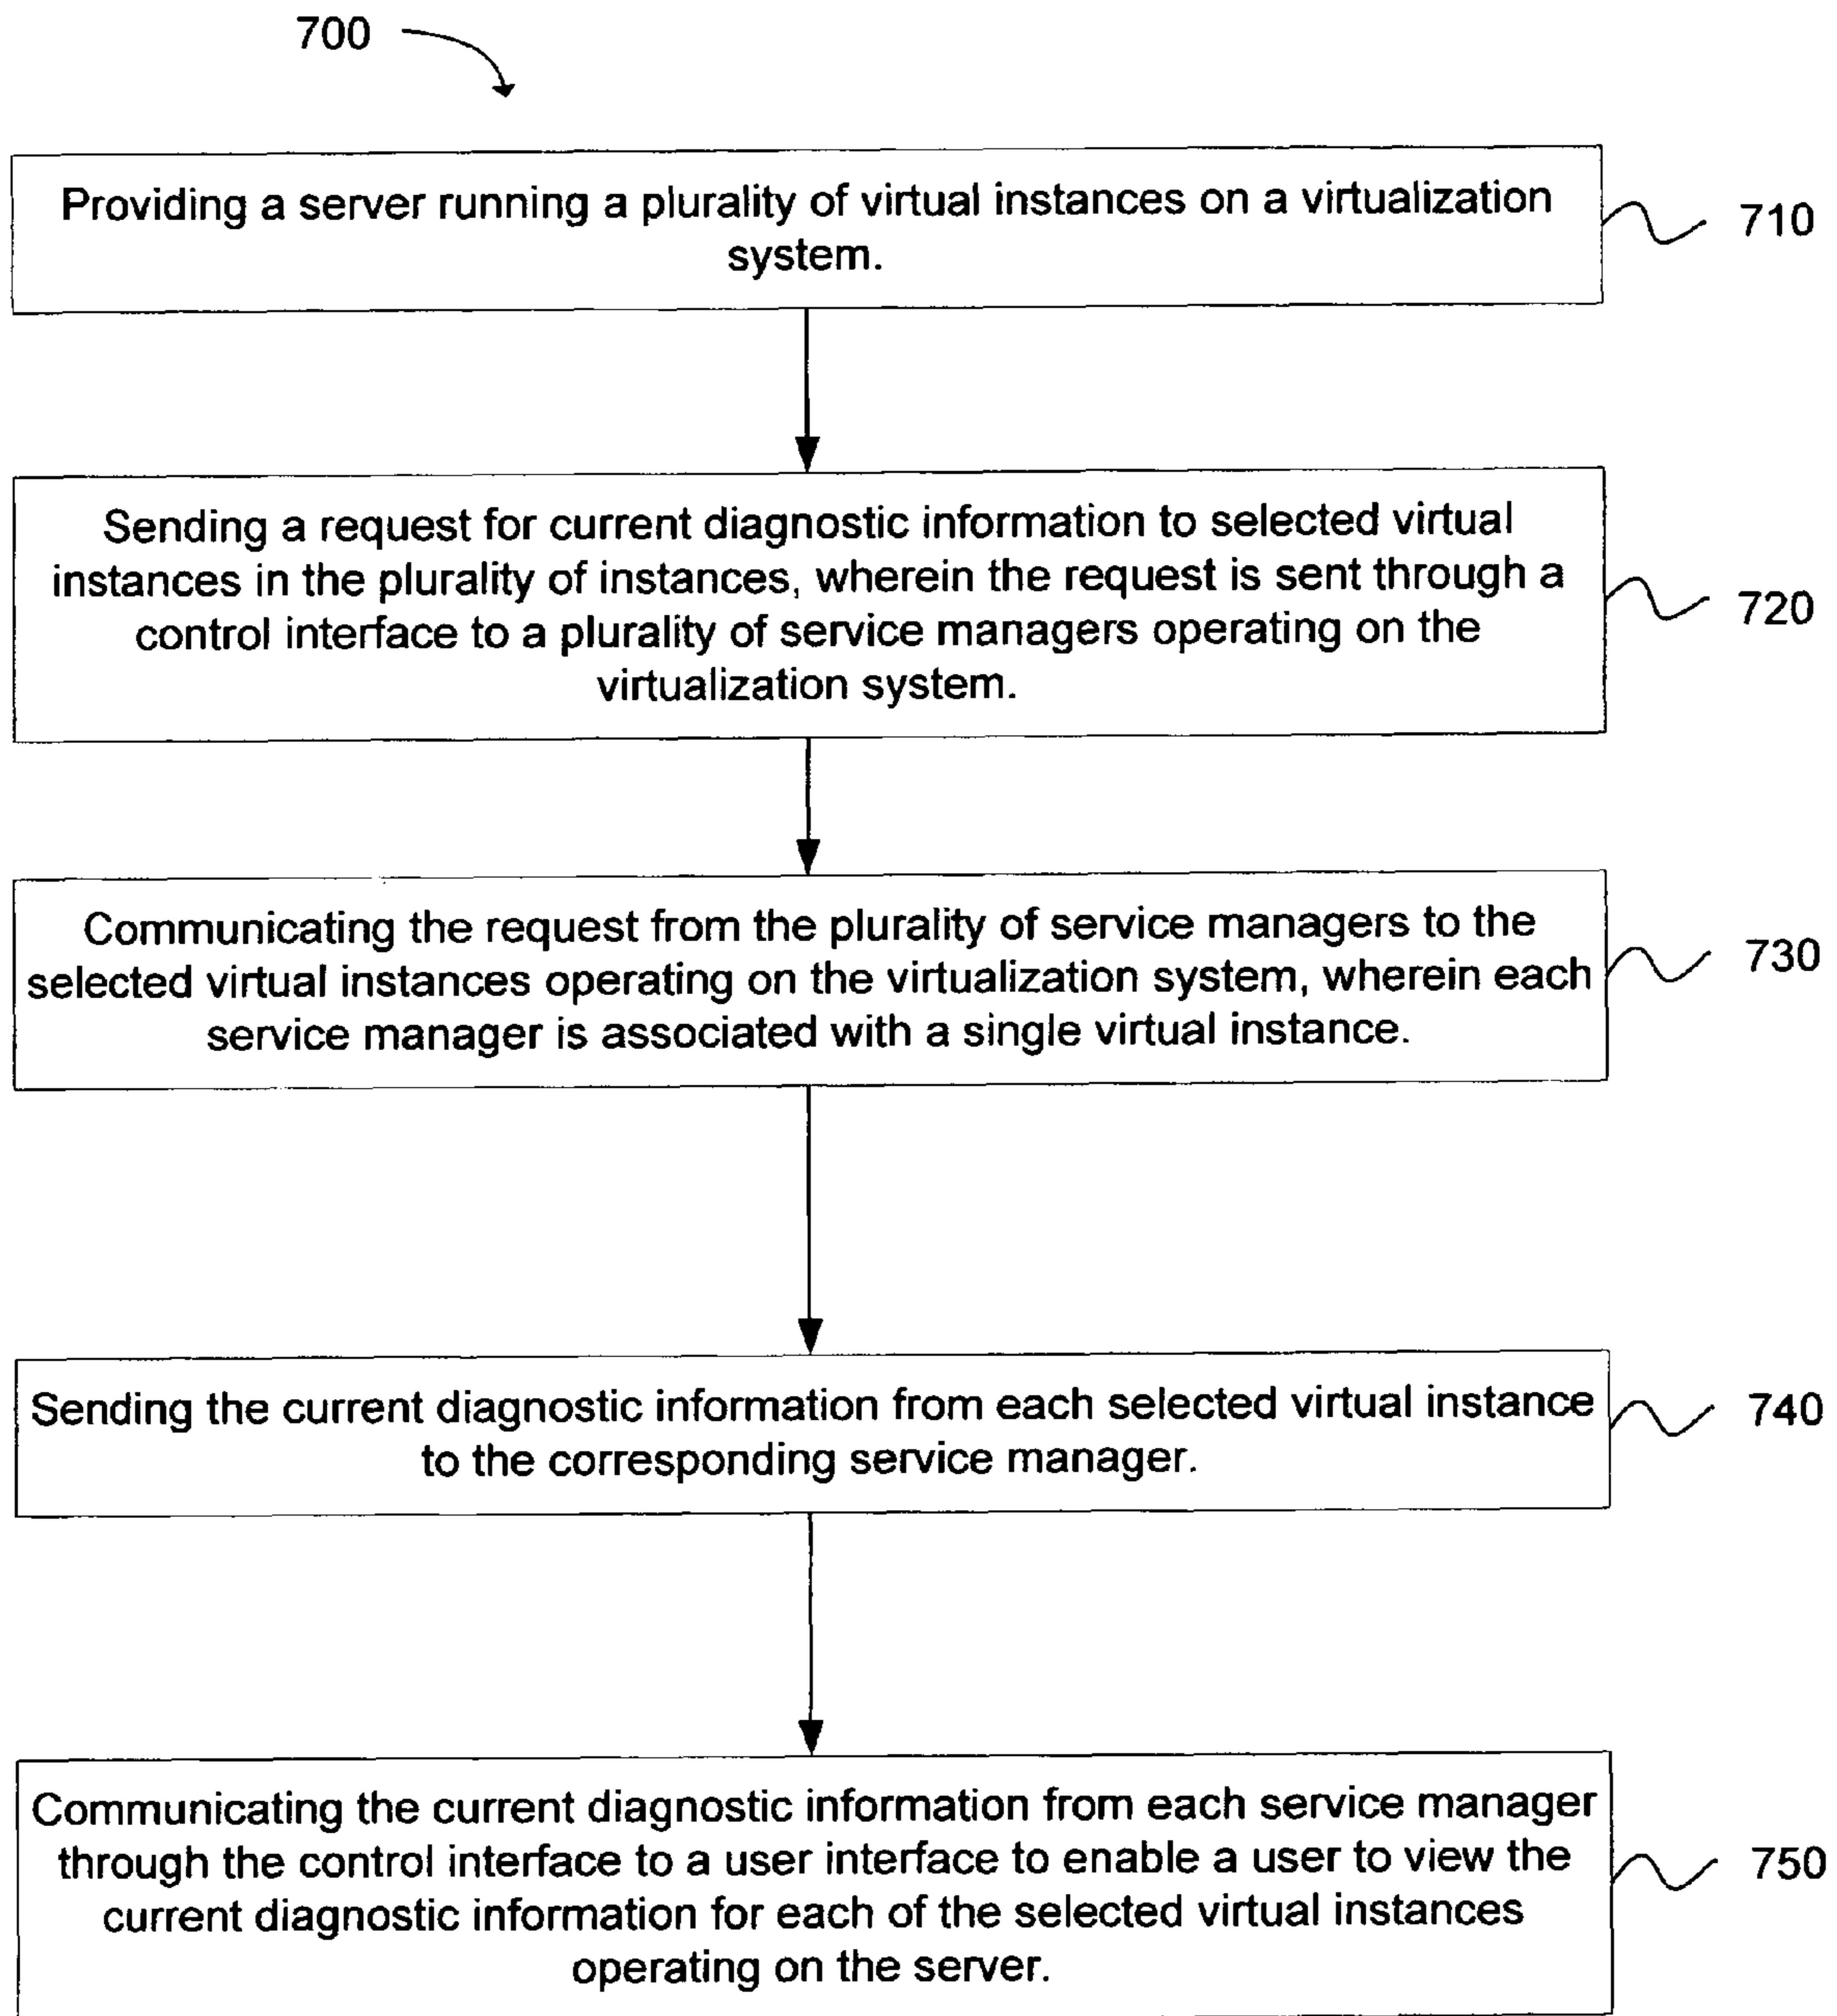 700
Providing a server running a plurality of virtual instances on a virtualization
system.
710
Sending a request for current diagnostic information to selected virtual
instances in the plurality of instances, wherein the request is sent through a
control interface to a plurality of service managers operating on the
virtualization system.
720
Communicating the request from the plurality of service managers to the
selected virtual instances operating on the virtualization system, wherein each
service manager is associated with a single virtual instance.
730
Sending the current diagnostic information from each selected virtual instance
to the corresponding service manager.
740
Communicating the current diagnostic information from each service manager
through the control interface to a user interface to enable a user to view the
current diagnostic information for each of the selected virtual instances
operating on the server.
750